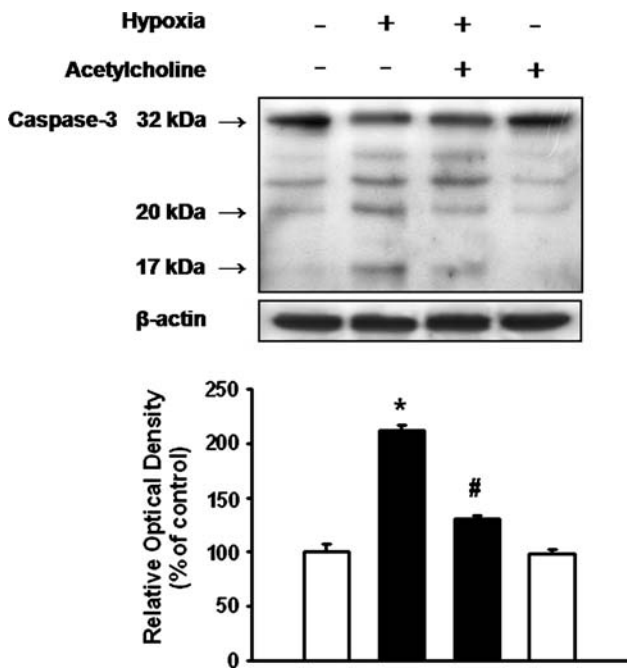 Hypoxia - + + -
Acetylcholine - - + +
Caspase-3 32 kDa →
20 kDa →
17 kDa →
β-actin
Relative Optical Density
(% of control)
250
200
150
100
50
0
*
#